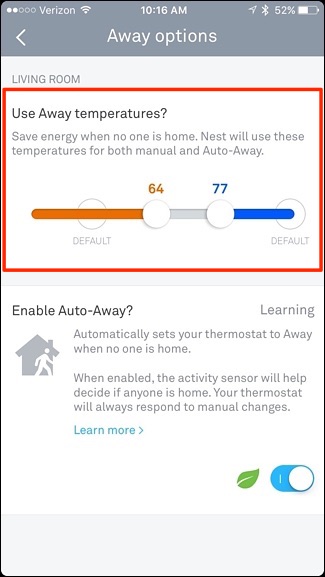 Verizon 10:16 AM 52%
Away options
LIVING ROOM
Use Away temperatures?
Save energy when no one is home. Nest will use these
temperatures for both manual and Auto-Away.
64 77
DEFAULT DEFAULT
Enable Auto-Away? Learning
Automatically sets your thermostat to Away
when no one is home.
When enabled, the activity sensor will help
decide if anyone is home. Your thermostat
will always respond to manual changes.
Learn more >